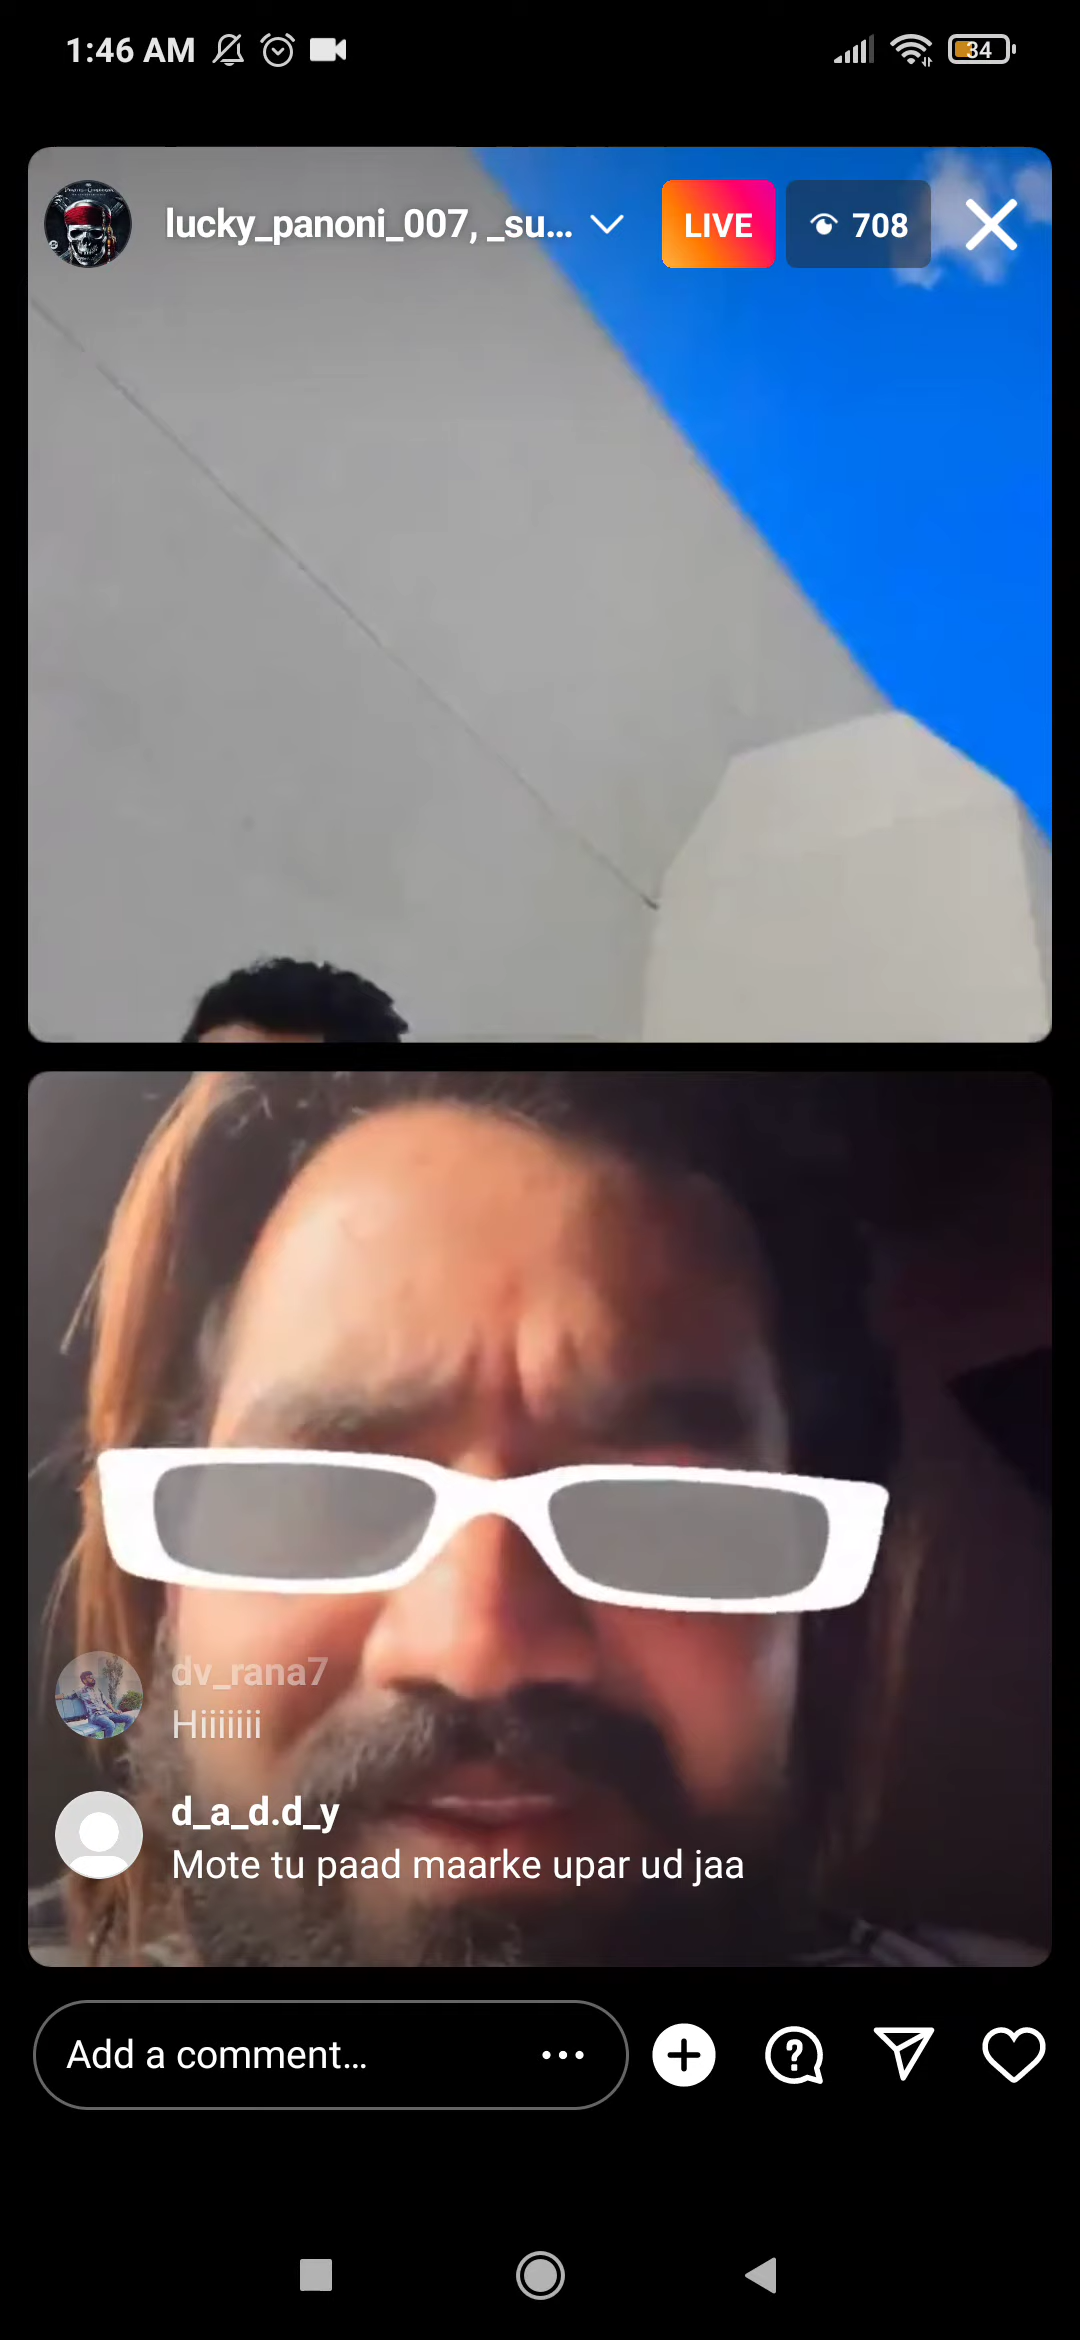 1:46 AM
34
lucky_panoni_007, _su...
LIVE
708
dv_rana7
Hiiiiiii
d_a_d.d_y
Mote tu paad maarke upar ud jaa
Add a comment...